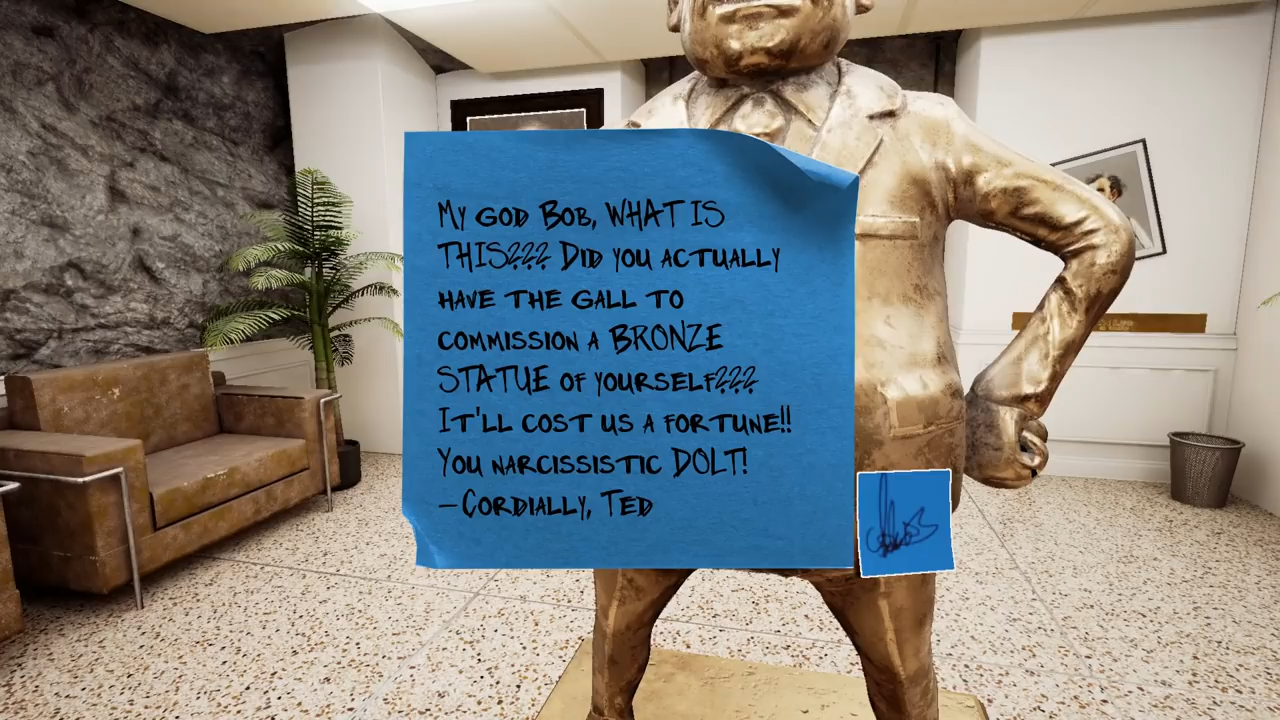 My god Bob, WHAT IS
THIS??? Did you actually
have the gall to
commission a BRONZE
STATUE of yourself???
It'll cost us a fortune!!
You narcissistic DOLT!
–Cordially, Ted